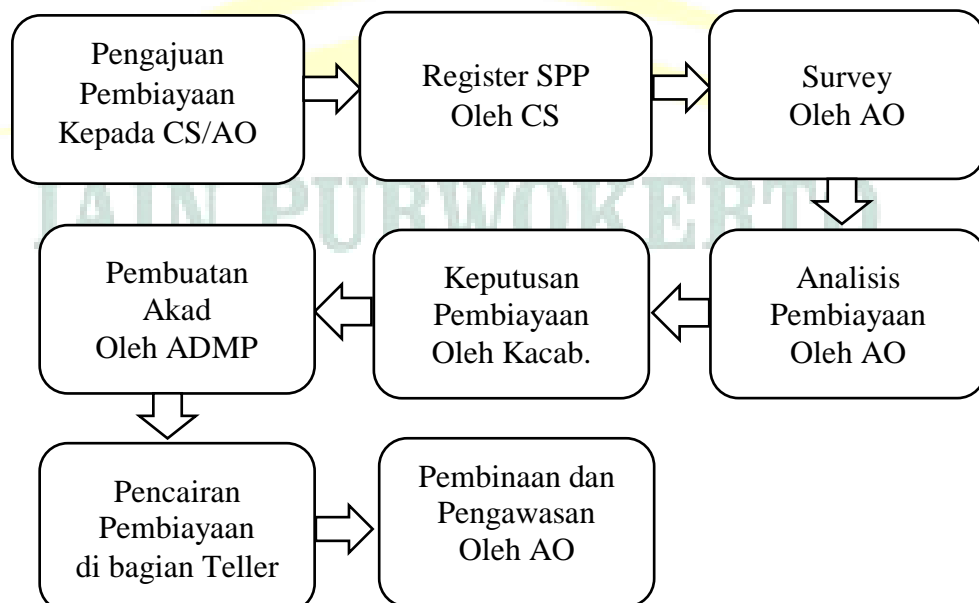 Pengajuan
Pembiayaan
Kepada CS/AO
Register SPP
Oleh CS
Survey
Oleh AO
IAIN PURWOKERTO
Analisis
Pembiayaan
Oleh AO
Keputusan
Pembiayaan
Oleh Kacab.
Pembuatan
Akad
Oleh ADMP
Pencairan
Pembiayaan
di bagian Teller
Pembinaan dan
Pengawasan
Oleh AO